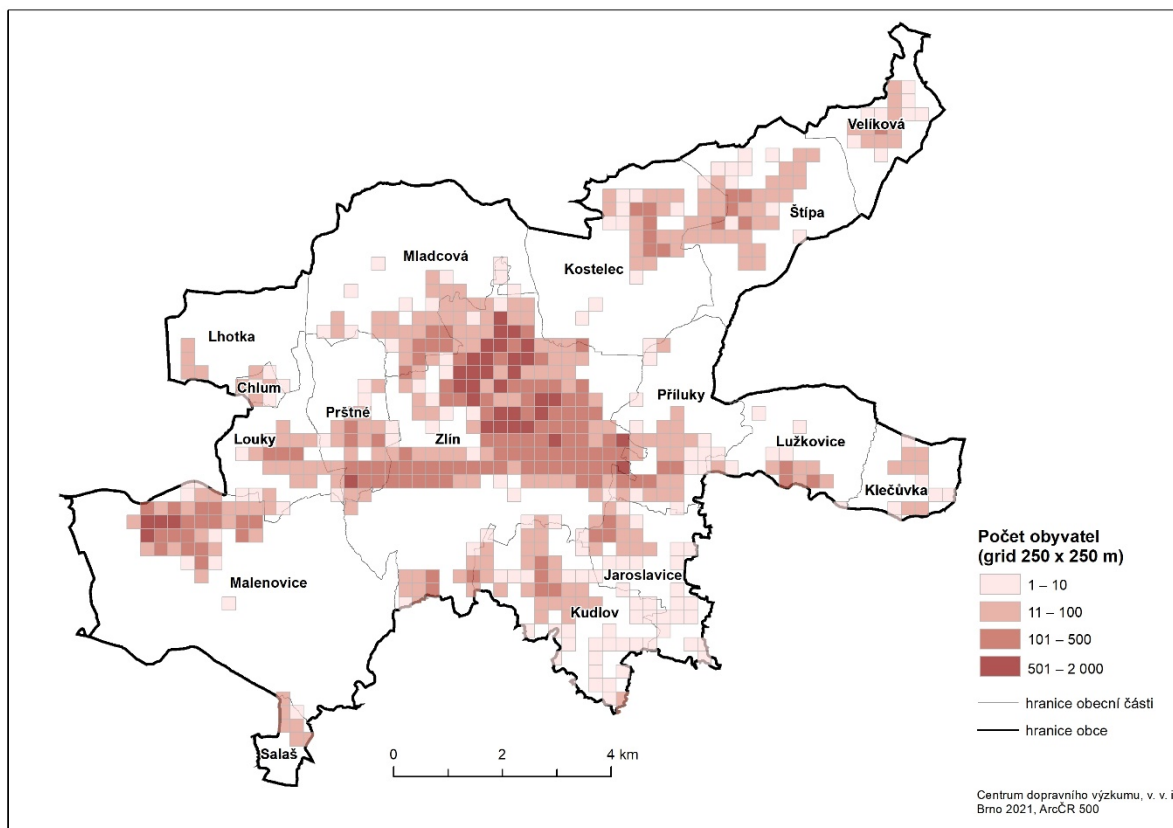 Velíková
Štípa
Mladcová
Kostelec
Lhotka
Chlum
Příluky
Prštné
Louky
Zlín
Lužkovice
Klečůvka
Malenovice
Jaroslavice
Kudlov
Salaš
Počet obyvatel
(grid 250 x 250 m)
1 – 10
11 – 100
101 – 500
501 – 2 000
hranice obecní části
hranice obce
0 2 4 km
Centrum dopravního výzkumu, v. v. i
Brno 2021, ArcČR 500